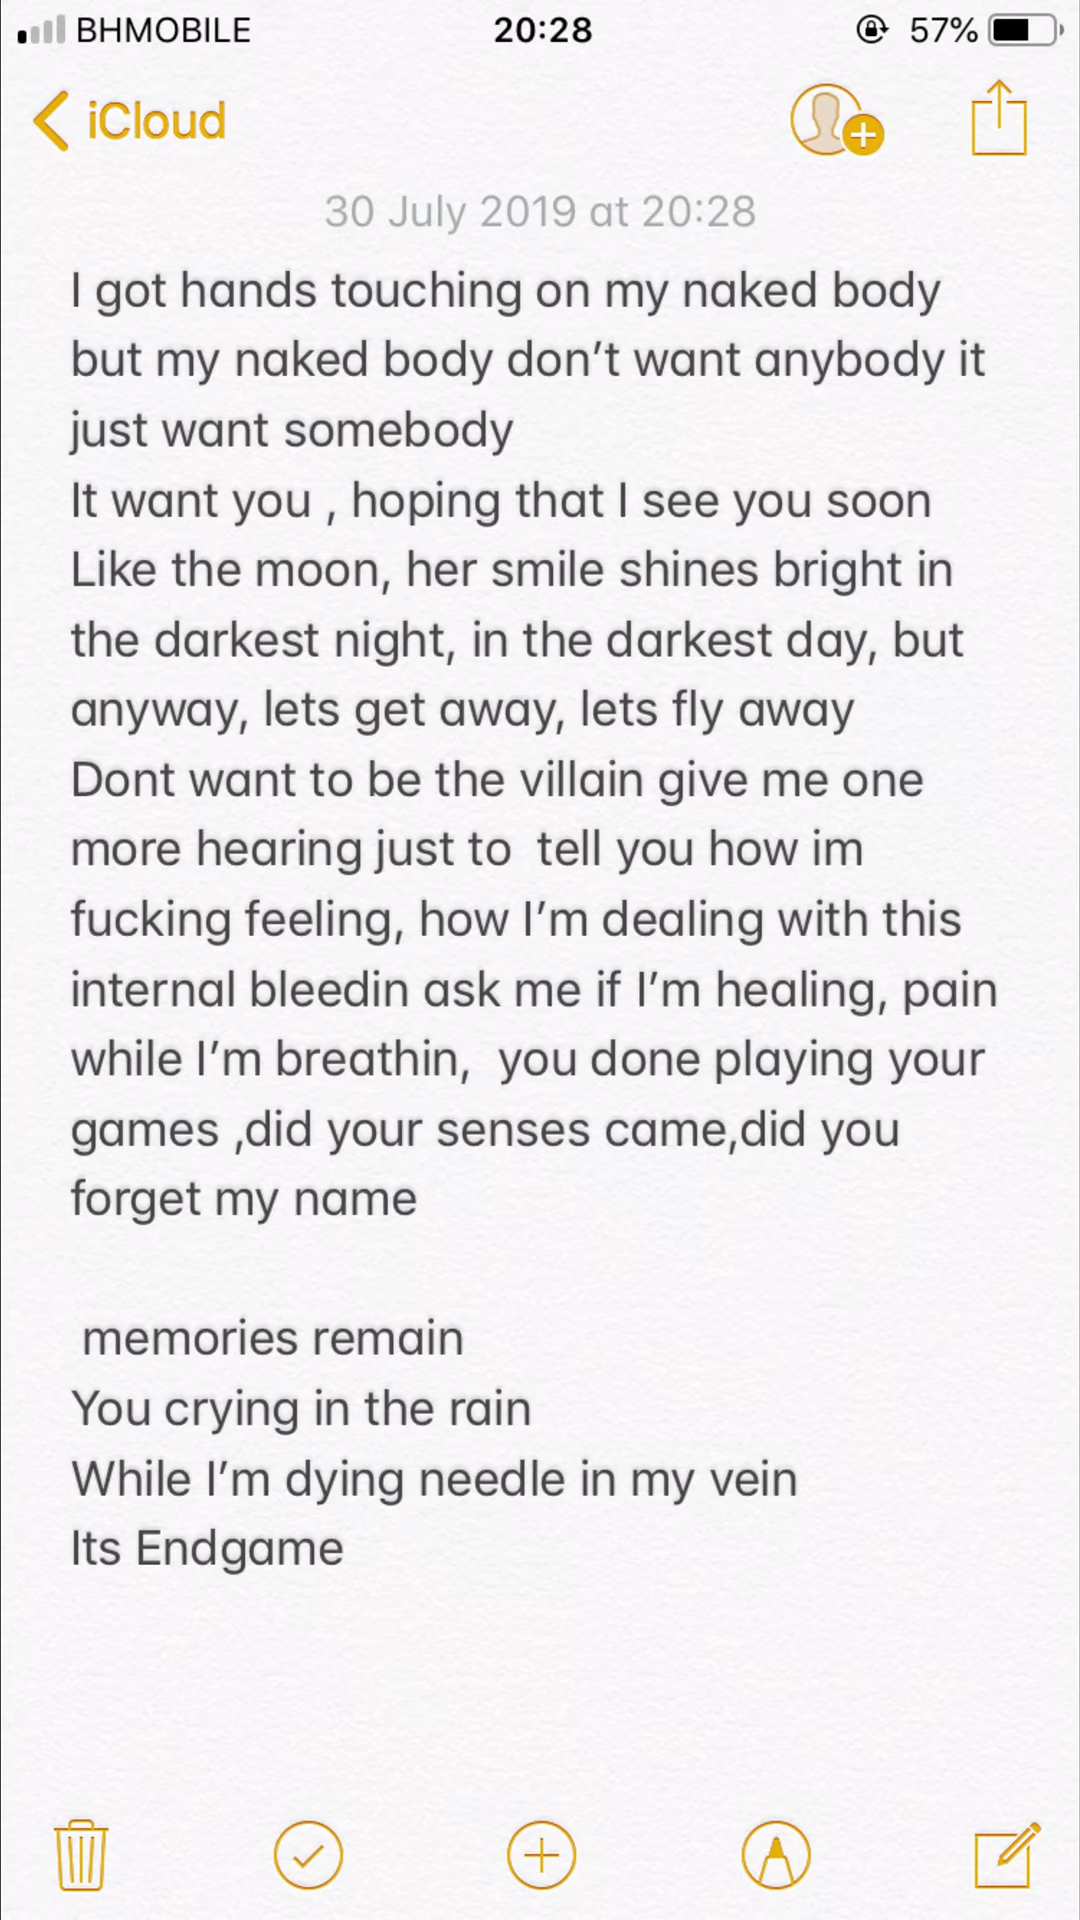 BHMOBILE 20:28 57%
iCloud
30 July 2019 at 20:28
I got hands touching on my naked body
but my naked body don’t want anybody it
just want somebody
It want you , hoping that I see you soon
Like the moon, her smile shines bright in
the darkest night, in the darkest day, but
anyway, lets get away, lets fly away
Dont want to be the villain give me one
more hearing just to  tell you how im
fucking feeling, how I’m dealing with this
internal bleedin ask me if I’m healing, pain
while I’m breathin,  you done playing your
games ,did your senses came,did you
forget my name
memories remain
You crying in the rain
While I’m dying needle in my vein
Its Endgame